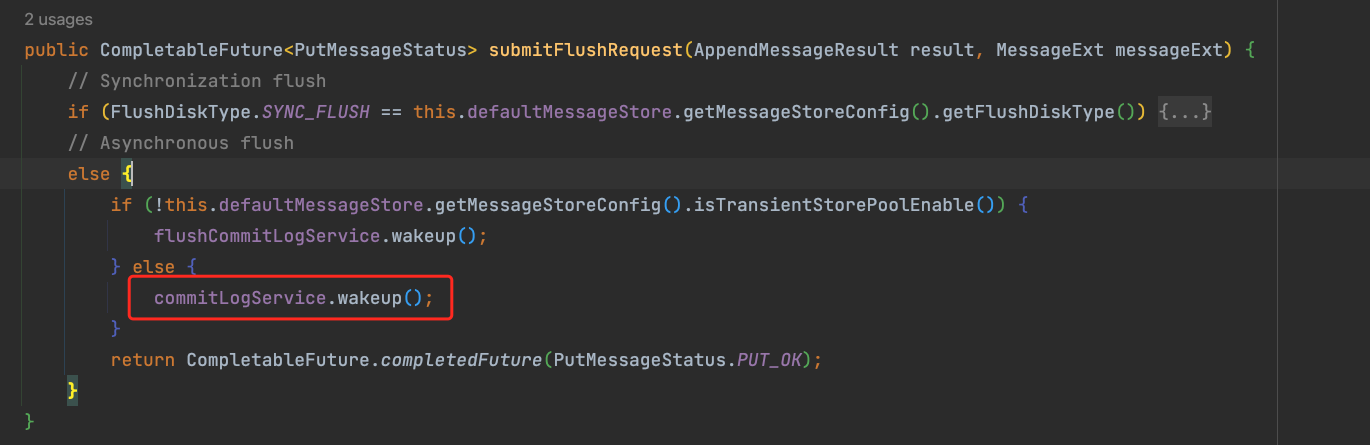 2 usages
public CompletableFuture<PutMessageStatus> submitFlushRequest(AppendMessageResult result, MessageExt messageExt) {
    // Synchronization flush
    if (FlushDiskType.SYNC_FLUSH == this.defaultMessageStore.getMessageStoreConfig().getFlushDiskType()) {...}
    // Asynchronous flush
    else {
        if (!this.defaultMessageStore.getMessageStoreConfig().isTransientStorePoolEnable()) {
            flushCommitLogService.wakeup();
        } else {
            commitLogService.wakeup();
        }
        return CompletableFuture.completedFuture(PutMessageStatus.PUT_OK);
    }
}